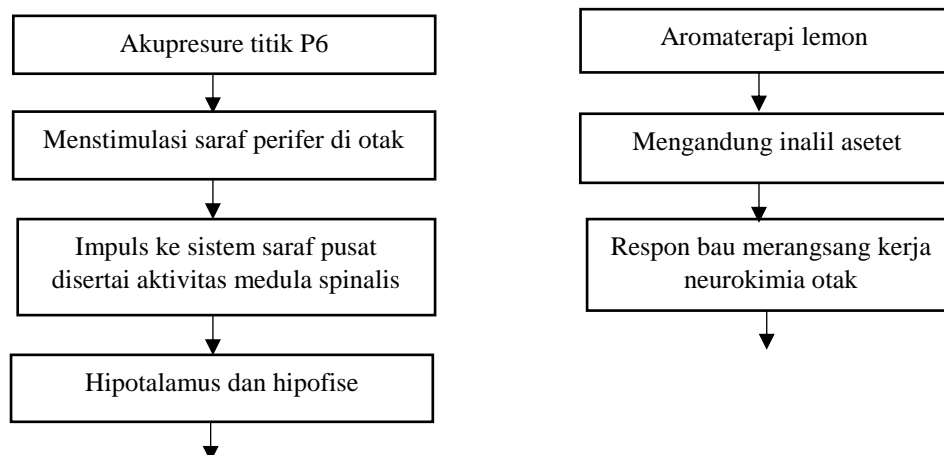 Akupresure titik P6
Menstimulasi saraf perifer di otak
Impuls ke sistem saraf pusat
disertai aktivitas medula spinalis
Hipotalamus dan hipofise
Aromaterapi lemon
Mengandung inalil asetet
Respon bau merangsang kerja
neurokimia otak